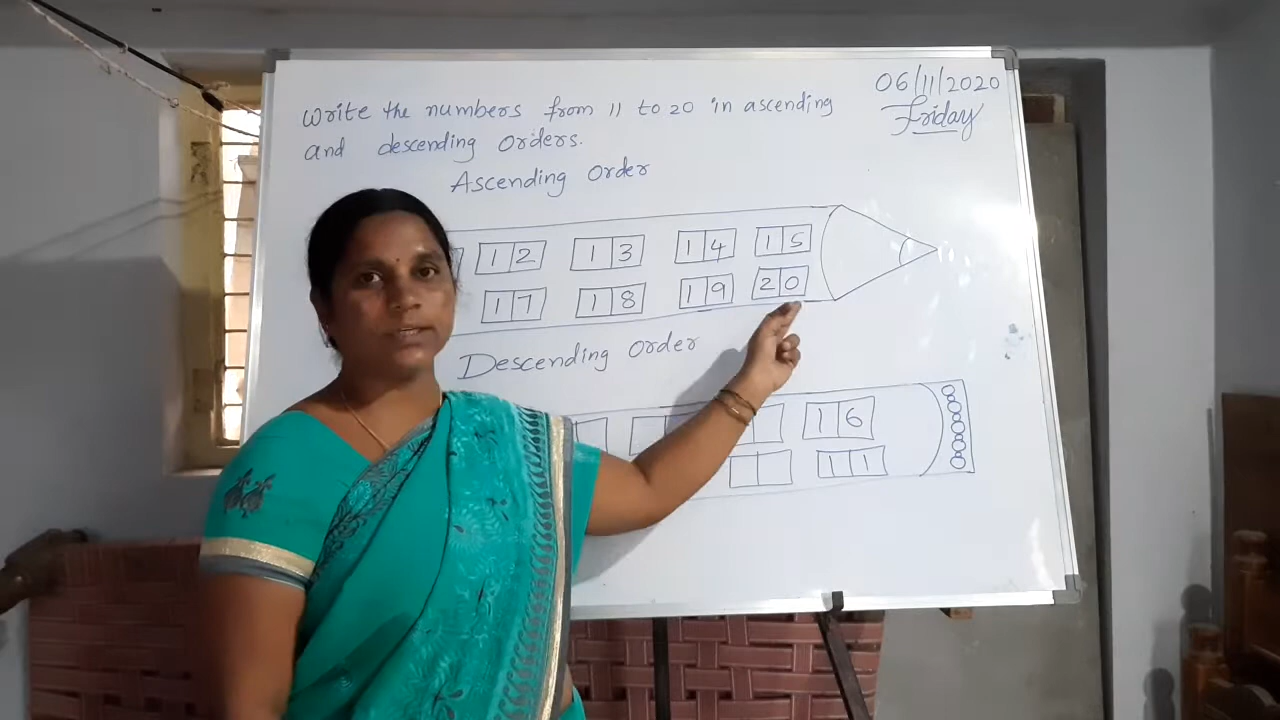 06/11/2020
Friday
Write the numbers from 11 to 20 in ascending
and descending orders.
Ascending Order
12 13 14 15
17 18 19 20
Descending Order
16
11